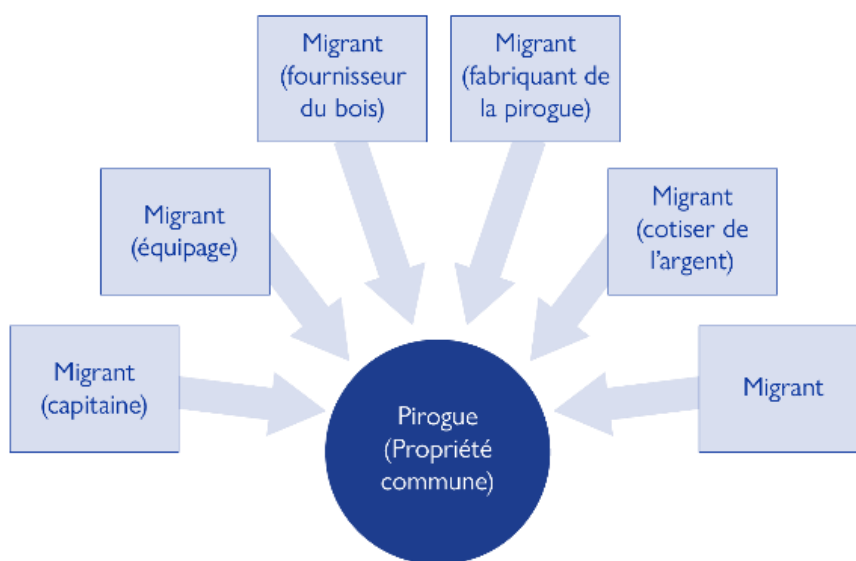 Migrant
(fournisseur
du bois)
Migrant
(fabriquant de
la pirogue)
Migrant
(équipage)
Migrant
(cotiser de
l'argent)
Migrant
(capitaine)
Migrant
Pirogue
(Propriété
commune)